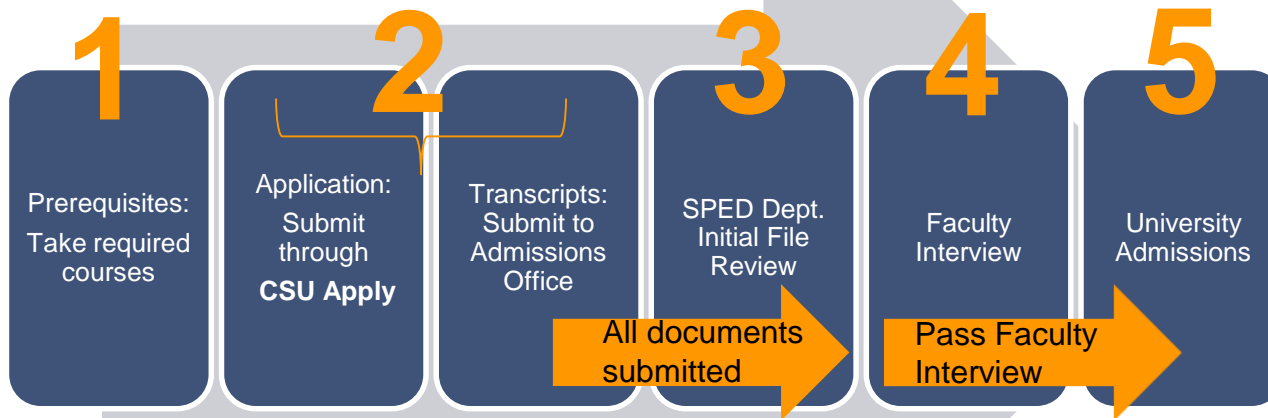 1
2
3
4
5
Prerequisites:
Take required
courses
Application:
Submit
through
CSU Apply
Transcripts:
Submit to
Admissions
Office
SPED Dept.
Initial File
Review
Faculty
Interview
University
Admissions
All documents
submitted
Pass Faculty
Interview